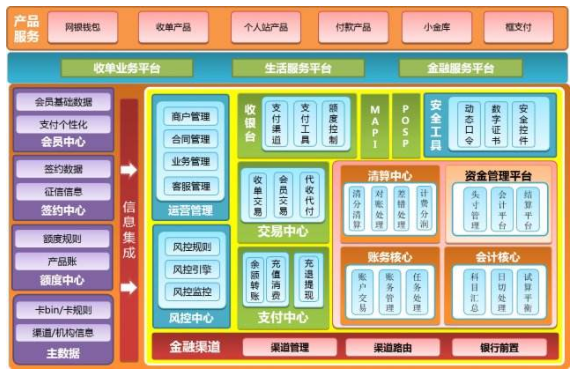 产品服务
网银钱包
收单产品
个人站产品
付款产品
小金库
框支付
收单业务平台
生活服务平台
金融服务平台
会员基础数据
支付个性化
会员中心
签约数据
征信信息
签约中心
额度规则
产品账
额度中心
卡bin/卡规则
渠道/机构信息
主数据
信息集成
商户管理
合同管理
业务管理
客服管理
运营管理
风控规则
风控引擎
风控监控
风控中心
收银台
支付渠道
支付工具
额度控制
MAPI
POSP
安全工具
动态口令
数字证书
安全控件
收单交易
会员交易
代收代付
交易中心
余额转账
充值消费
充退提现
支付中心
清算中心
清分清算
对账处理
差错处理
计费分润
资金管理平台
头寸管理
会计平台
结算平台
账务核心
账户交易
账务管理
任务处理
会计核心
科目汇总
日切处理
试算平衡
金融渠道
渠道管理
渠道路由
银行前置